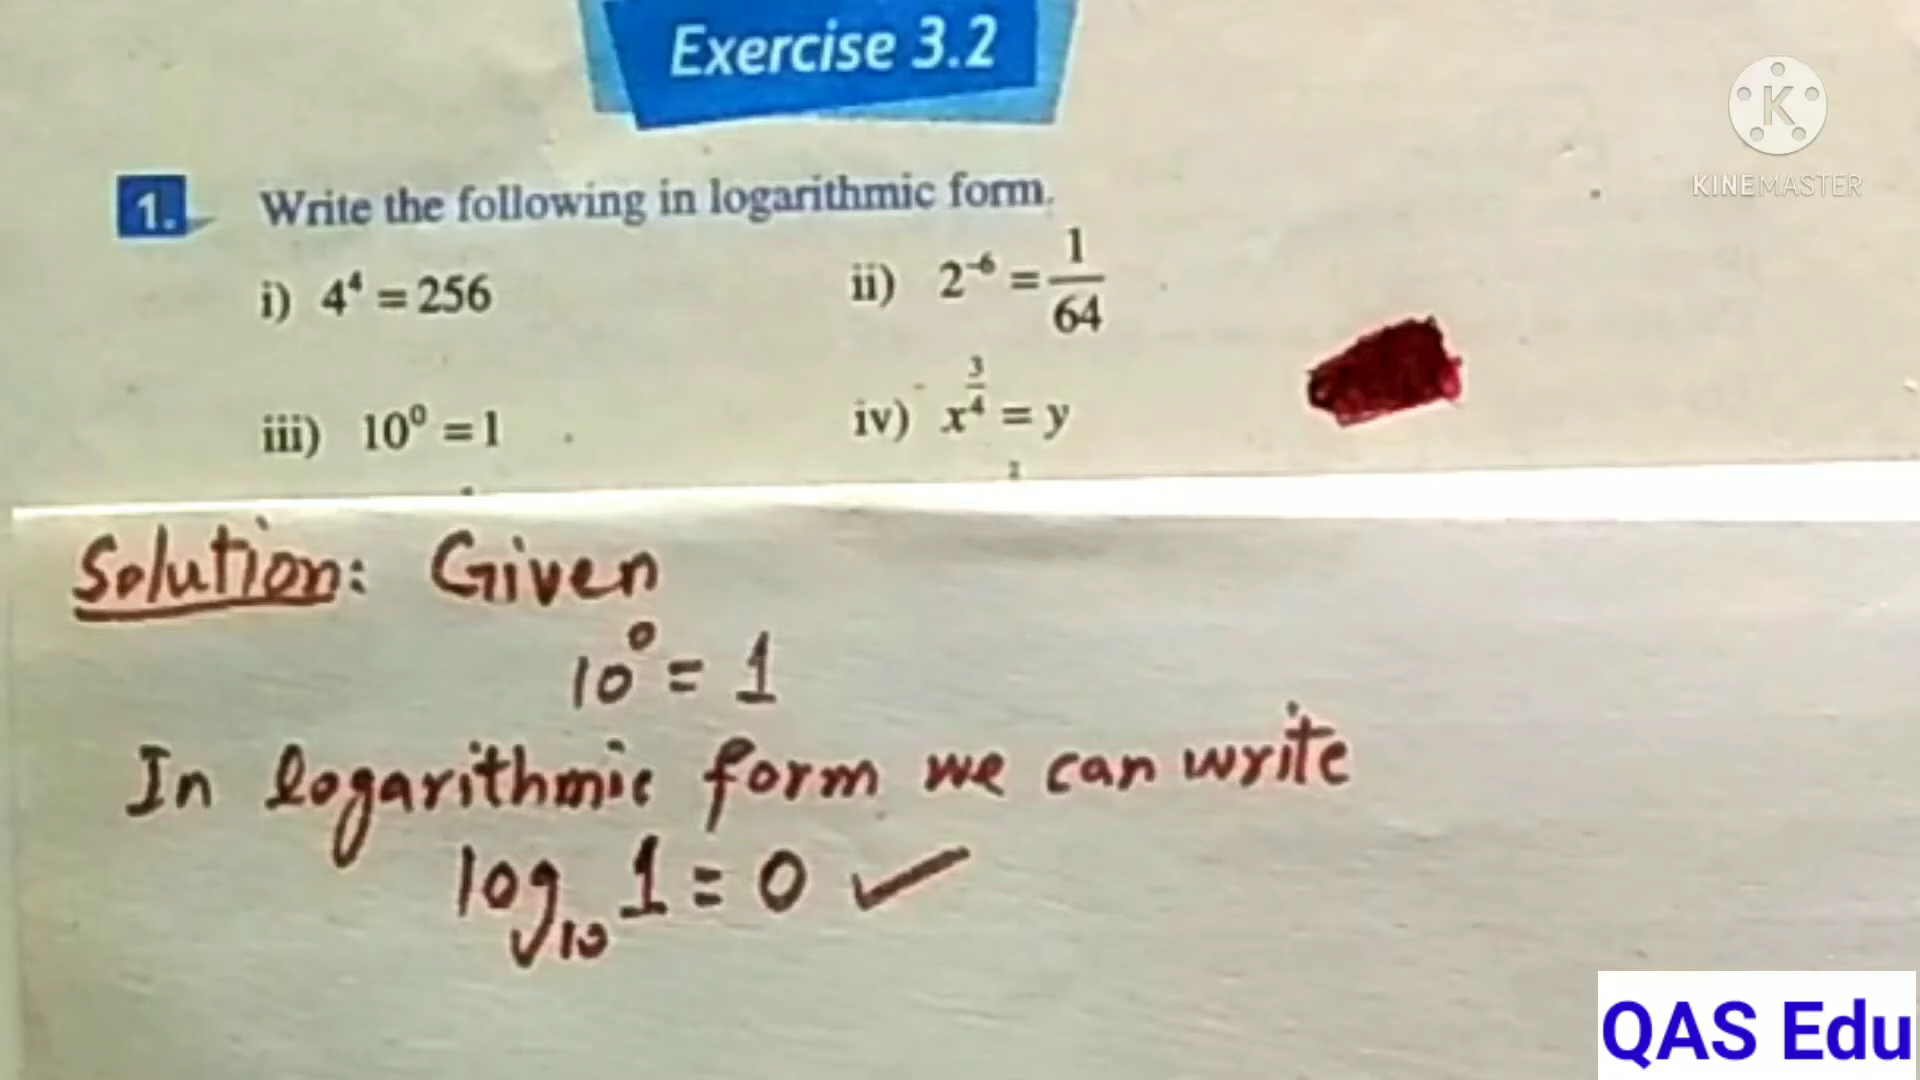 Exercise 3.2
K
KINEMASTER
1. Write the following in logarithmic form.
i) 4⁴ = 256 ii) 2⁻⁶ = 1/64
iii) 10⁰ = 1 iv) x^(3/4) = y
Solution: Given
10⁰ = 1
In logarithmic form we can write
log₁₀ 1 = 0 ✓
QAS Edu